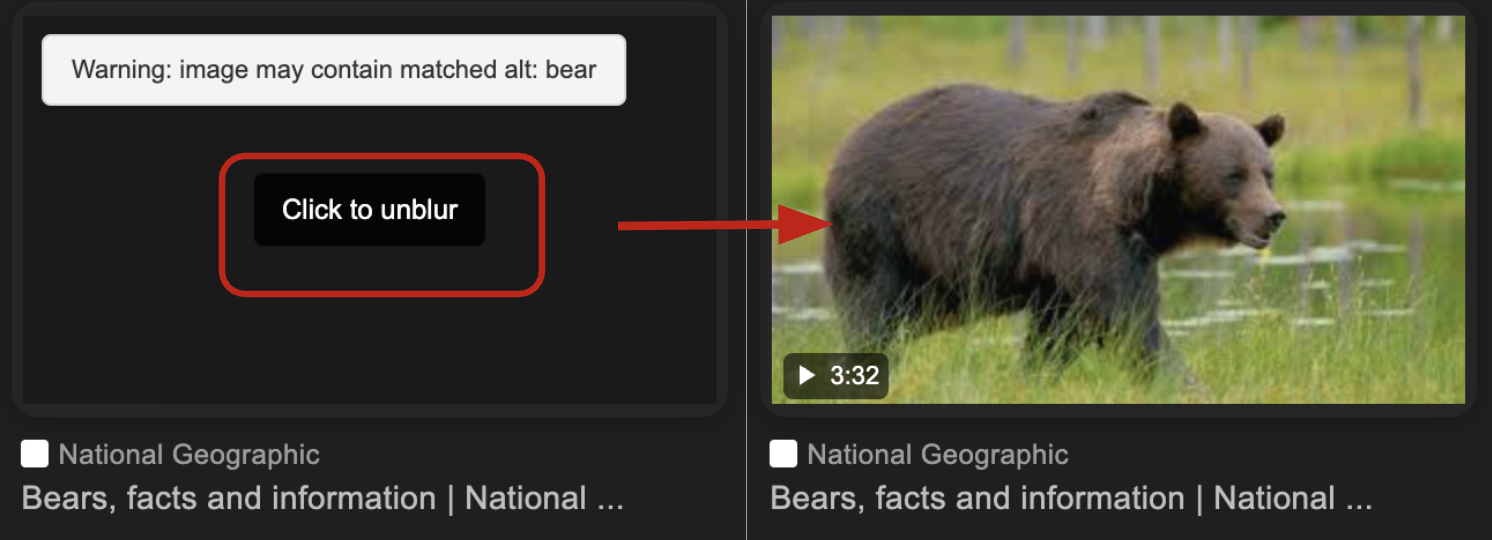 Warning: image may contain matched alt: bear
Click to unblur
National Geographic
Bears, facts and information | National ...
3:32
National Geographic
Bears, facts and information | National ...